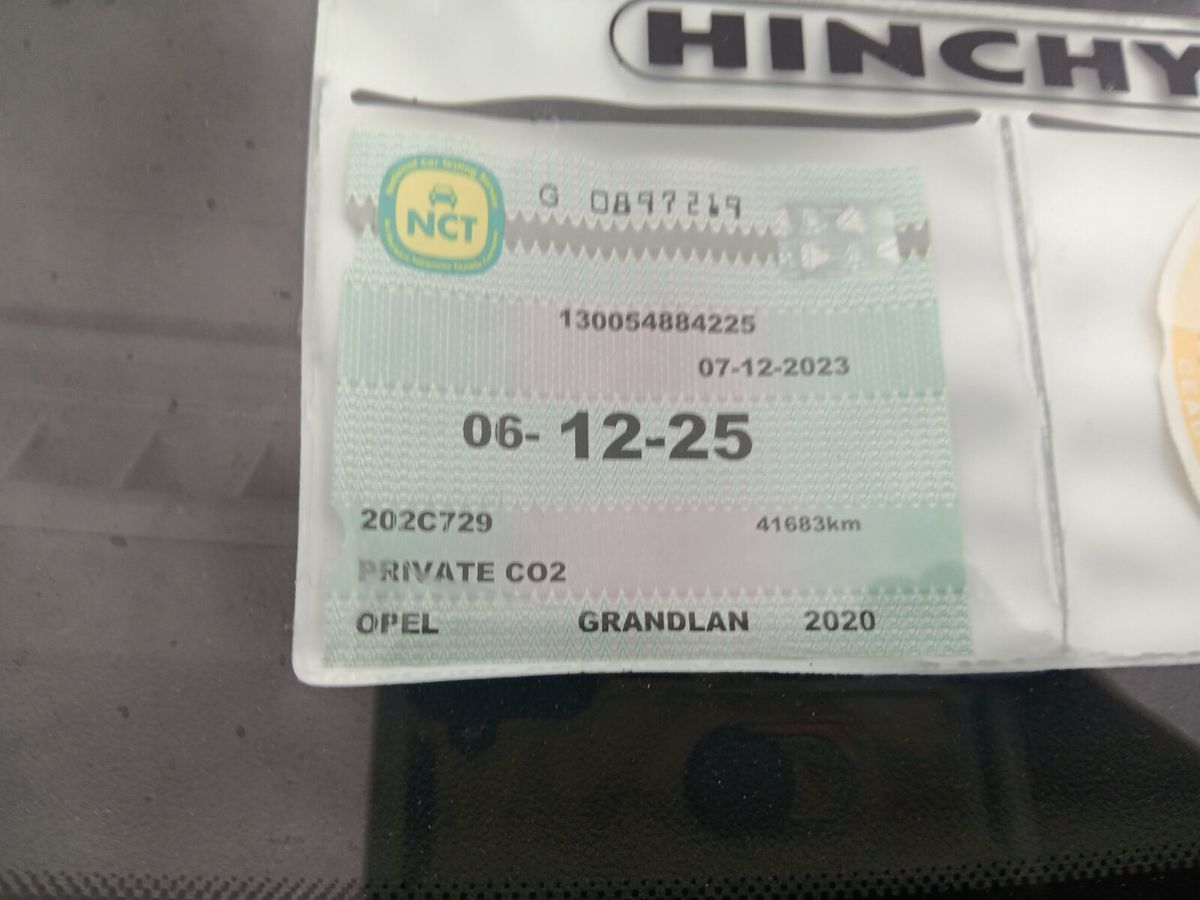 HINCHY
NCT
G 0897219
130054884225
07-12-2023
06- 12-25
202C729 41683km
PRIVATE CO2
OPEL GRANDLAN 2020